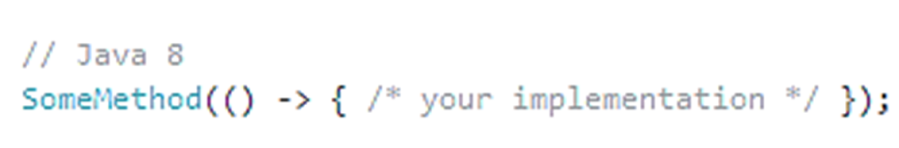 // Java 8
SomeMethod(() -> { /* your implementation */ });